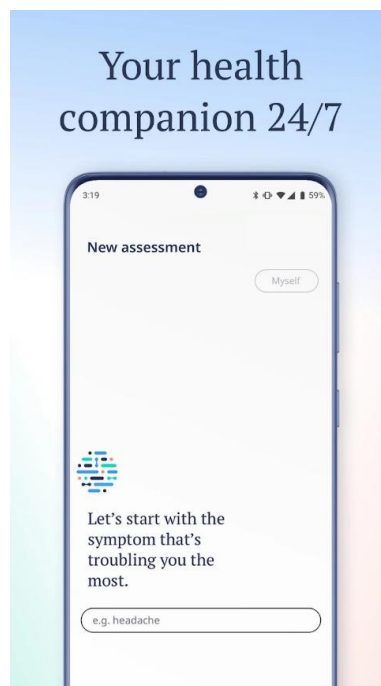 Your health
companion 24/7
3:19
59%
New assessment
Myself
Let’s start with the
symptom that’s
troubling you the
most.
e.g. headache